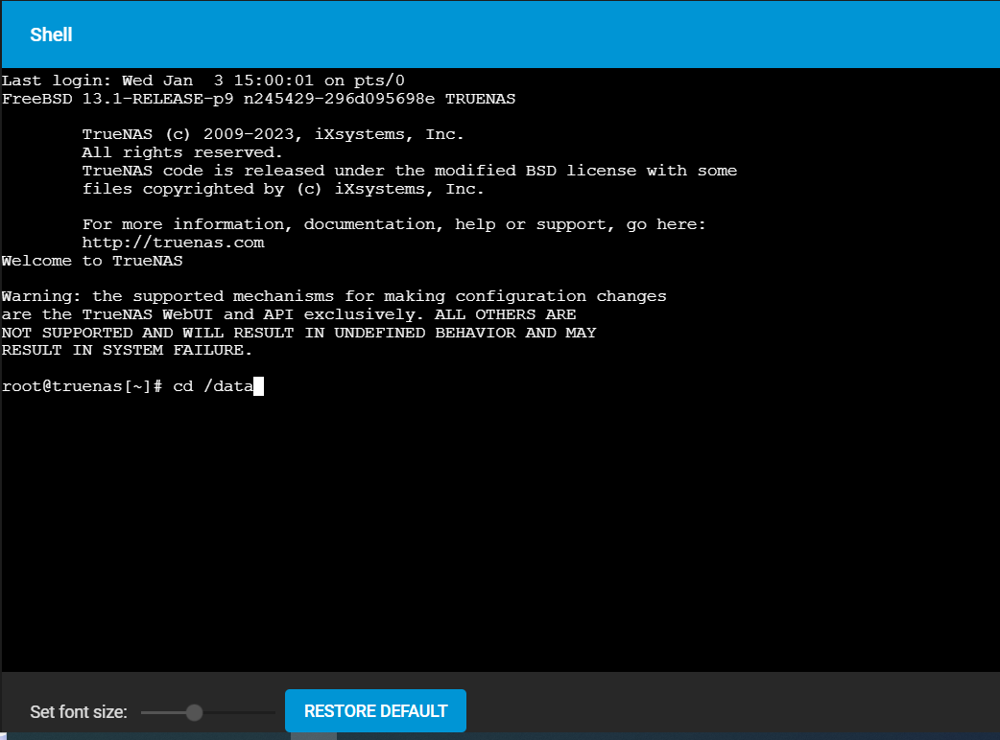 Shell
Last login: Wed Jan  3 15:00:01 on pts/0
FreeBSD 13.1-RELEASE-p9 n245429-296d095698e TRUENAS
TrueNAS (c) 2009-2023, iXsystems, Inc.
All rights reserved.
TrueNAS code is released under the modified BSD license with some
files copyrighted by (c) iXsystems, Inc.
For more information, documentation, help or support, go here:
http://truenas.com
Welcome to TrueNAS
Warning: the supported mechanisms for making configuration changes
are the TrueNAS WebUI and API exclusively. ALL OTHERS ARE
NOT SUPPORTED AND WILL RESULT IN UNDEFINED BEHAVIOR AND MAY
RESULT IN SYSTEM FAILURE.
root@truenas[~]# cd /data
Set font size:
RESTORE DEFAULT